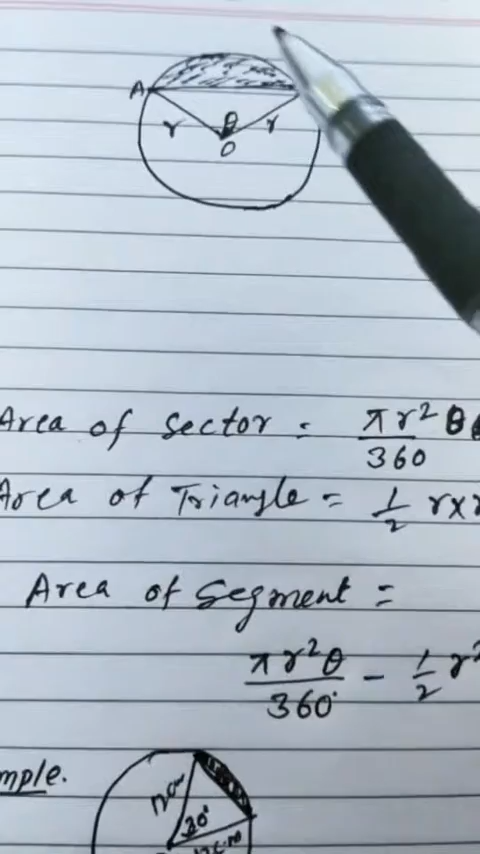 A
θ
r r
O
Area of Sector = πr²θ/360
Area of Triangle = 1/2 r×r
Area of Segment =
πr²θ/360° - 1/2 r²
mple.
30°